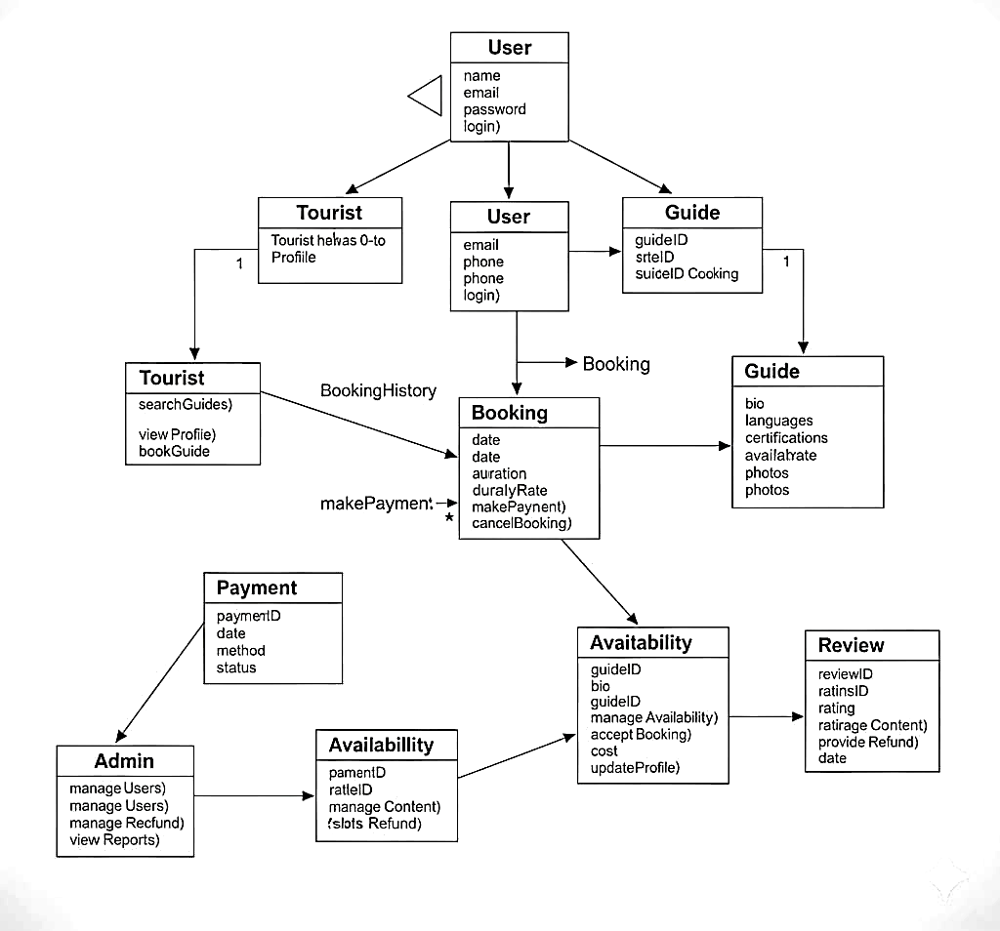 User
name
email
password
login)
Tourist
Tourist helwas 0-to
Profiile
1
User
email
phone
phone
login)
Guide
guideID
srteID
suiceID Cooking
1
Booking
Tourist
searchGuides)
view Profile)
bookGuide
BookingHistory
Booking
date
date
auration
duralyRate
makePaynent)
cancelBooking)
makePayment
*
Guide
bio
languages
certifications
availabrate
photos
photos
Payment
paymentD
date
method
status
Avaitability
guideID
bio
guideID
manage Availability)
accept Booking)
cost
updateProfile)
Review
reviewID
ratinsID
rating
ratirage Content)
provide Refund)
date
Admin
manage Users)
manage Users)
manage Recfund)
view Reports)
Availabillity
pamentD
ratleID
manage Content)
Refund)